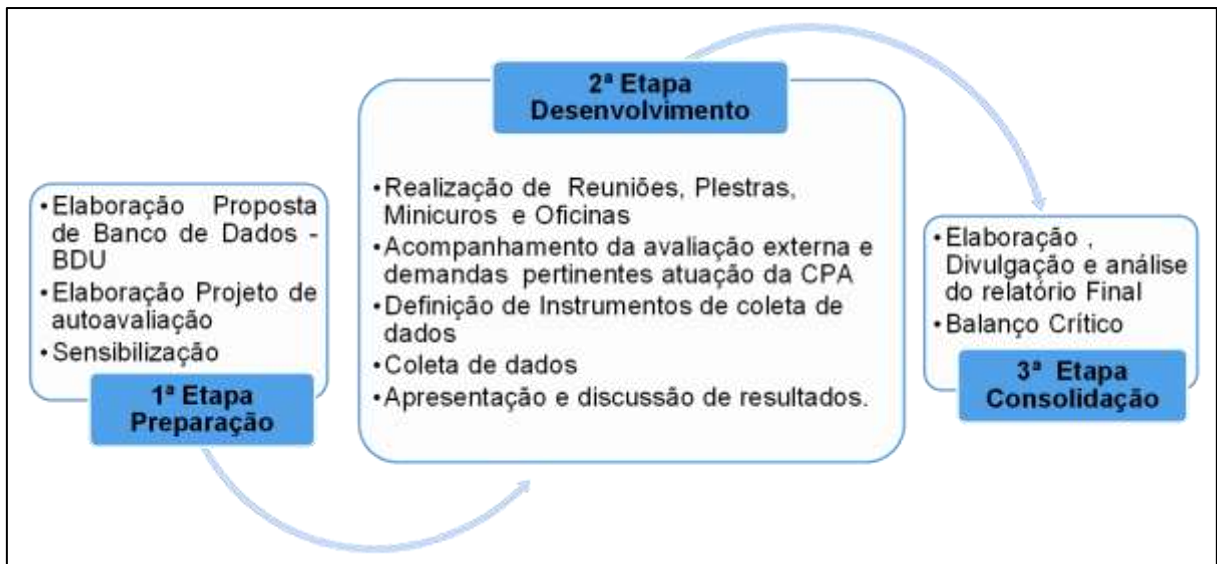 •Elaboração Proposta
de Banco de Dados -
BDU
•Elaboração Projeto de
autoavaliação
•Sensibilização
1ª Etapa
Preparação
2ª Etapa
Desenvolvimento
•Realização de Reuniões, Plestras,
Minicuros e Oficinas
•Acompanhamento da avaliação externa e
demandas pertinentes atuação da CPA
•Definição de Instrumentos de coleta de
dados
•Coleta de dados
•Apresentação e discussão de resultados.
•Elaboração ,
Divulgação e análise
do relatório Final
•Balanço Crítico
3ª Etapa
Consolidação